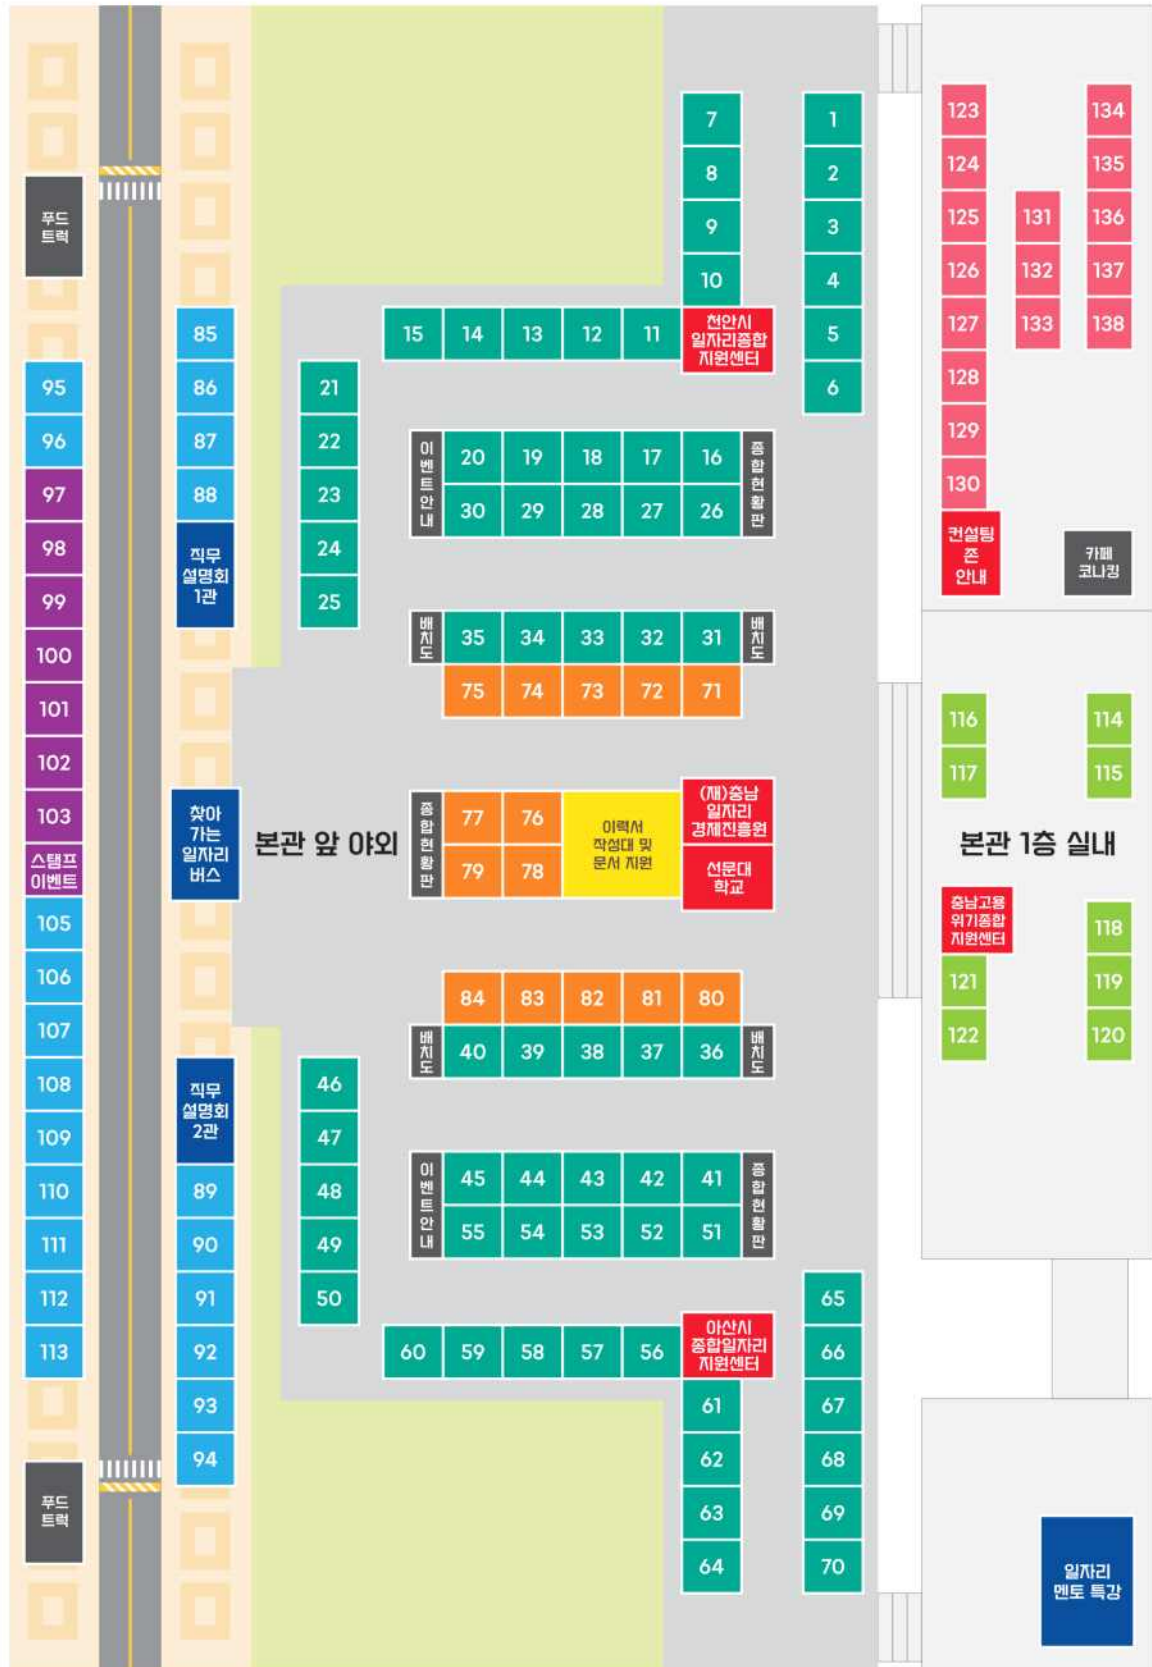 푸드
트럭
95
96
97
98
99
100
101
102
103
스탬프
이벤트
105
106
107
108
109
110
111
112
113
푸드
트럭
85
86
87
88
직무
설명회
1관
찾아
가는
일자리
버스
직무
설명회
2관
89
90
91
92
93
94
본관 앞 야외
7
8
9
10
1
2
3
4
5
6
15 14 13 12 11
천안시
일자리종합
지원센터
21
22
23
24
25
이벤트안내
20 19 18 17 16
30 29 28 27 26
종합현황판
배치도
35 34 33 32 31
배치도
75 74 73 72 71
종합현황판
77 76
79 78
이력서
작성대 및
문서 지원
(재)충남
일자리
경제진흥원
선문대
학교
84 83 82 81 80
배치도
40 39 38 37 36
배치도
46
47
48
49
50
이벤트안내
45 44 43 42 41
55 54 53 52 51
종합현황판
60 59 58 57 56
아산시
종합일자리
지원센터
61
62
63
64
65
66
67
68
69
70
123
124
125
126
127
128
129
130
컨설팅
존
안내
131
132
133
134
135
136
137
138
카페
코나킹
116
117
114
115
본관 1층 실내
충남고용
위기종합
지원센터
121
122
118
119
120
일자리
멘토 특강